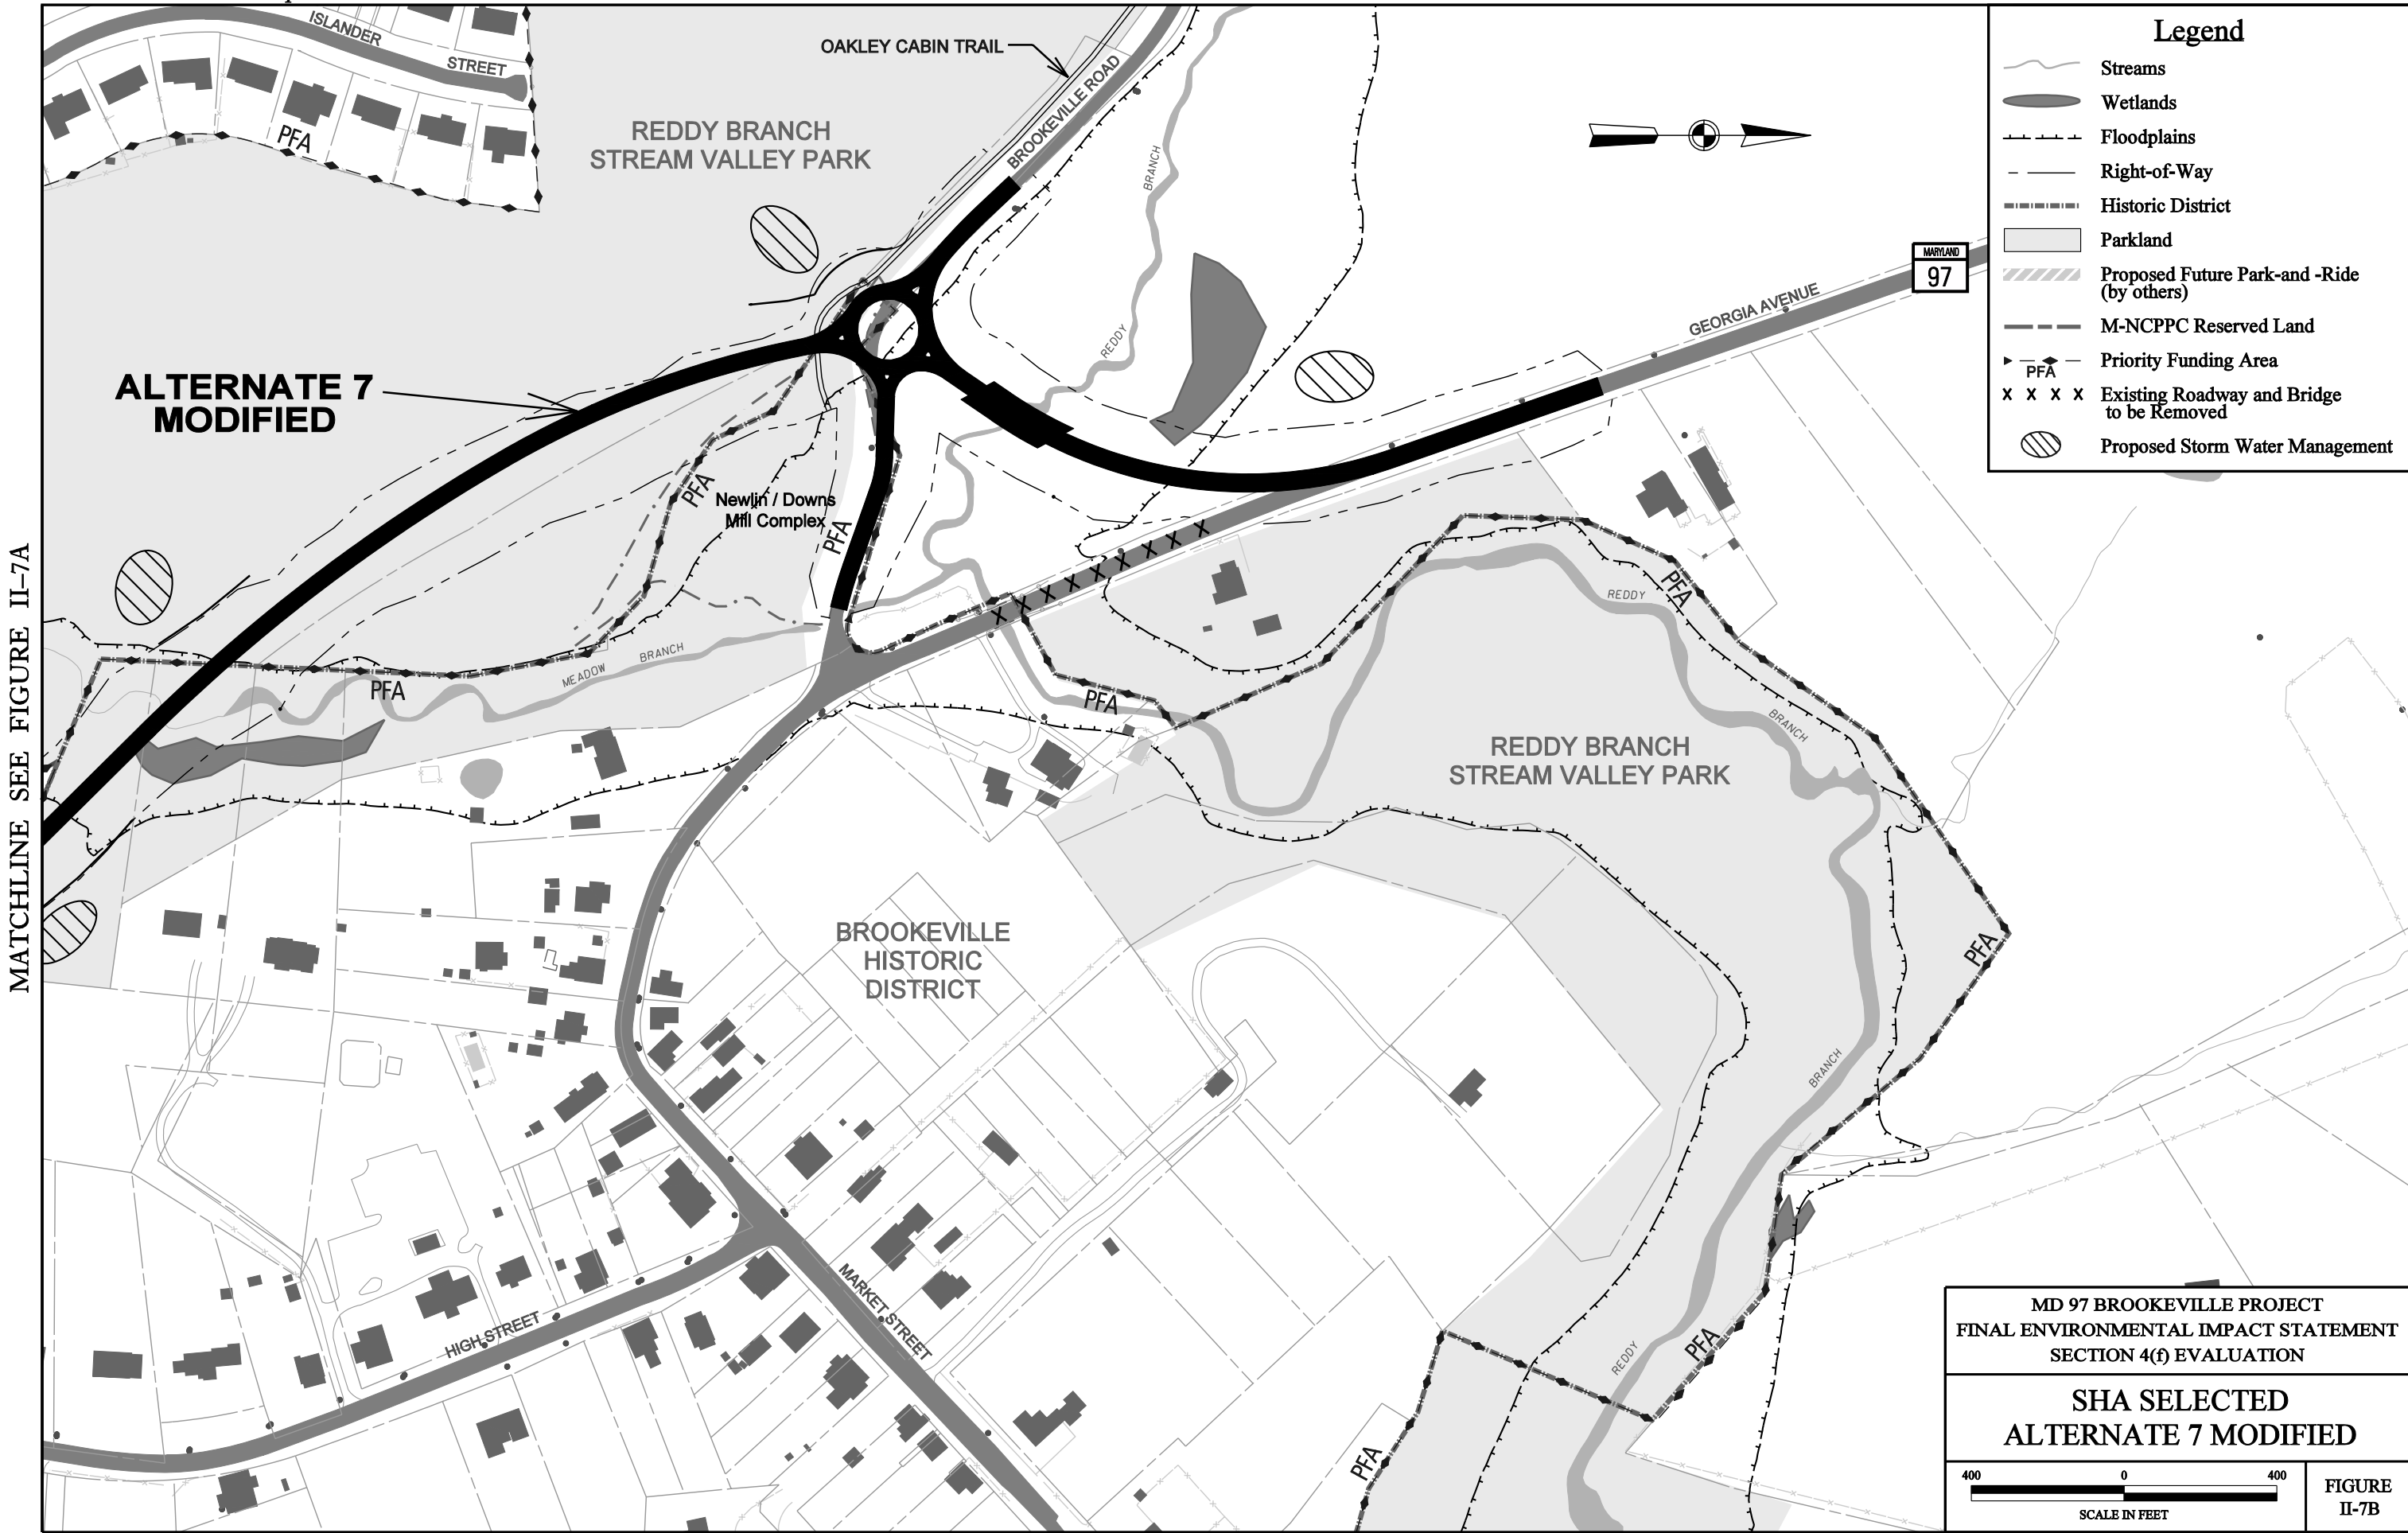 ISLANDER
STREET
PFA
OAKLEY CABIN TRAIL
BROOKEVILLE ROAD
REDDY BRANCH
STREAM VALLEY PARK
BRANCH
REDDY
MARYLAND
97
GEORGIA AVENUE
Legend
Streams
Wetlands
Floodplains
Right-of-Way
Historic District
Parkland
Proposed Future Park-and -Ride
(by others)
M-NCPPC Reserved Land
PFA
Priority Funding Area
X X X X
Existing Roadway and Bridge
to be Removed
Proposed Storm Water Management
ALTERNATE 7
MODIFIED
PFA
Newlin / Downs
Mill Complex
PFA
X X X X X X X X X
MATCHLINE SEE FIGURE II-7A
MEADOW BRANCH
PFA
PFA
REDDY
PFA
BRANCH
REDDY BRANCH
STREAM VALLEY PARK
BROOKEVILLE
HISTORIC
DISTRICT
PFA
BRANCH
REDDY
PFA
PFA
HIGH STREET
MARKET STREET
MD 97 BROOKEVILLE PROJECT
FINAL ENVIRONMENTAL IMPACT STATEMENT
SECTION 4(f) EVALUATION
SHA SELECTED
ALTERNATE 7 MODIFIED
400 0 400
SCALE IN FEET
FIGURE
II-7B